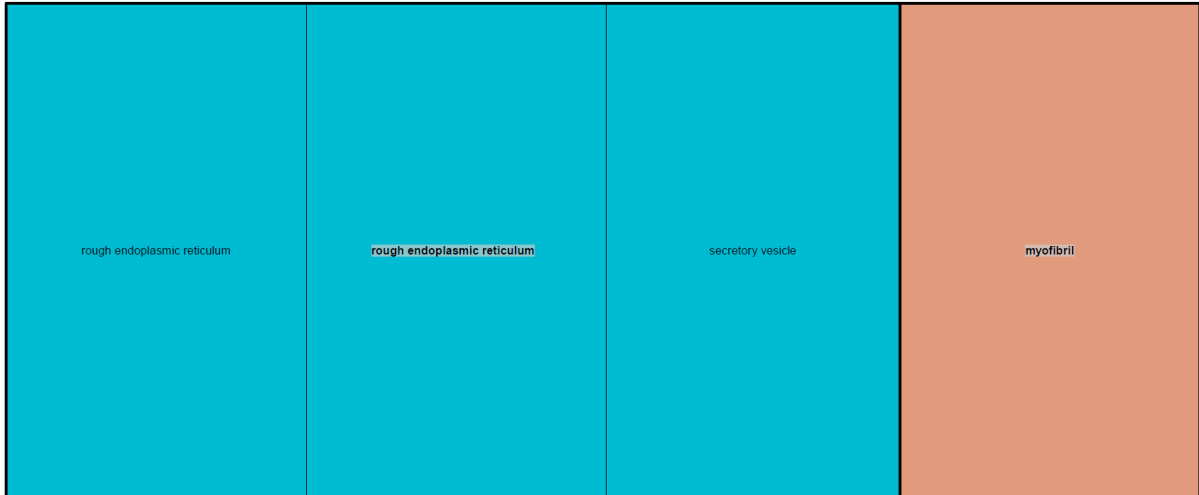 rough endoplasmic reticulum
rough endoplasmic reticulum
secretory vesicle
myofibril